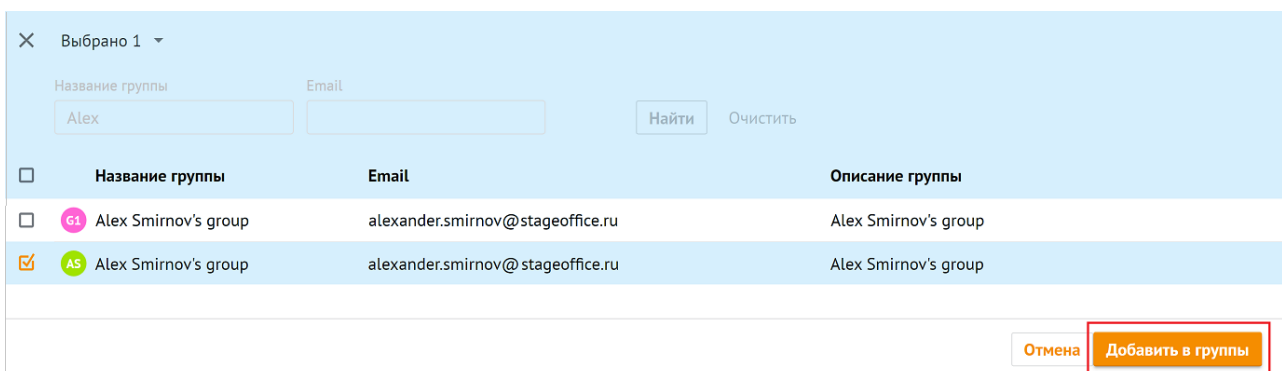 Выбрано 1
Название группы Email
Alex Найти Очистить
Название группы Email Описание группы
G1 Alex Smirnov's group alexander.smirnov@stageoffice.ru Alex Smirnov's group
AS Alex Smirnov's group alexander.smirnov@stageoffice.ru Alex Smirnov's group
Отмена Добавить в группы